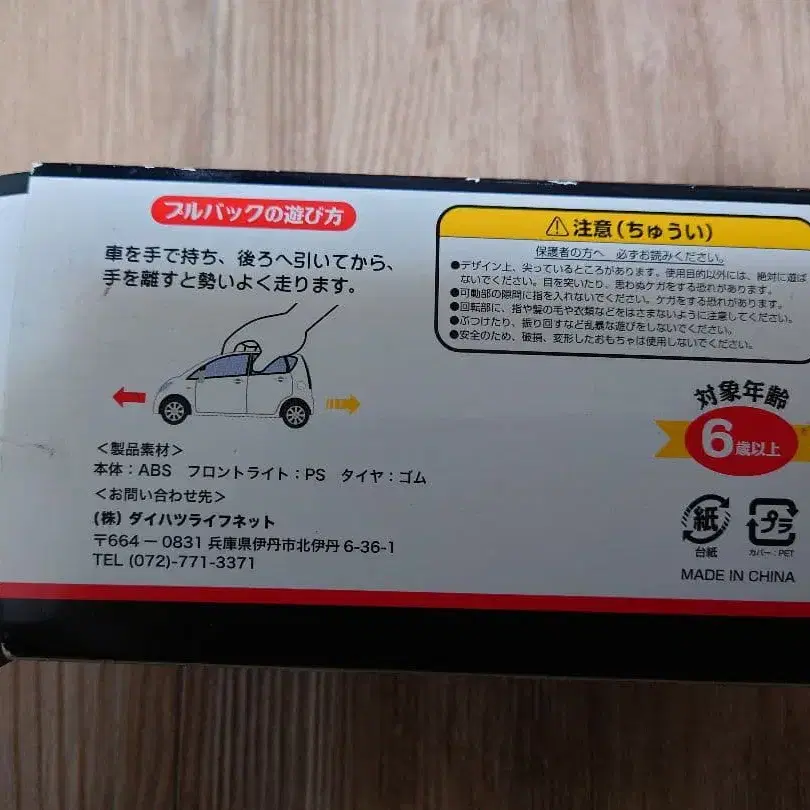 プルバックの遊び方
車を手で持ち、後ろへ引いてから、
手を離すと勢いよく走ります。
<製品素材>
本体：ABS フロントライト：PS タイヤ：ゴム
<お問い合わせ先>
(株) ダイハツライフネット
〒664－0831 兵庫県伊丹市北伊丹 6-36-1
TEL (072)-771-3371
⚠注意(ちゅうい)
保護者の方へ 必ずお読みください。
●デザイン上、尖っているところがあります。使用目的以外には、絶対に遊ば
ないでください。目を突いたり、思わぬケガをする恐れがあります。
●可動部の隙間に指を入れないでください。ケガをする恐れがあります。
●回転部に、指や髪の毛や衣類などをはさまないように注意してください。
●ぶつけたり、振り回すなど乱暴な遊びをしないでください。
●安全のため、破損、変形したおもちゃは使用しないでください。
対象年齢
6歳以上
紙
台紙
プラ
カバー：PET
MADE IN CHINA